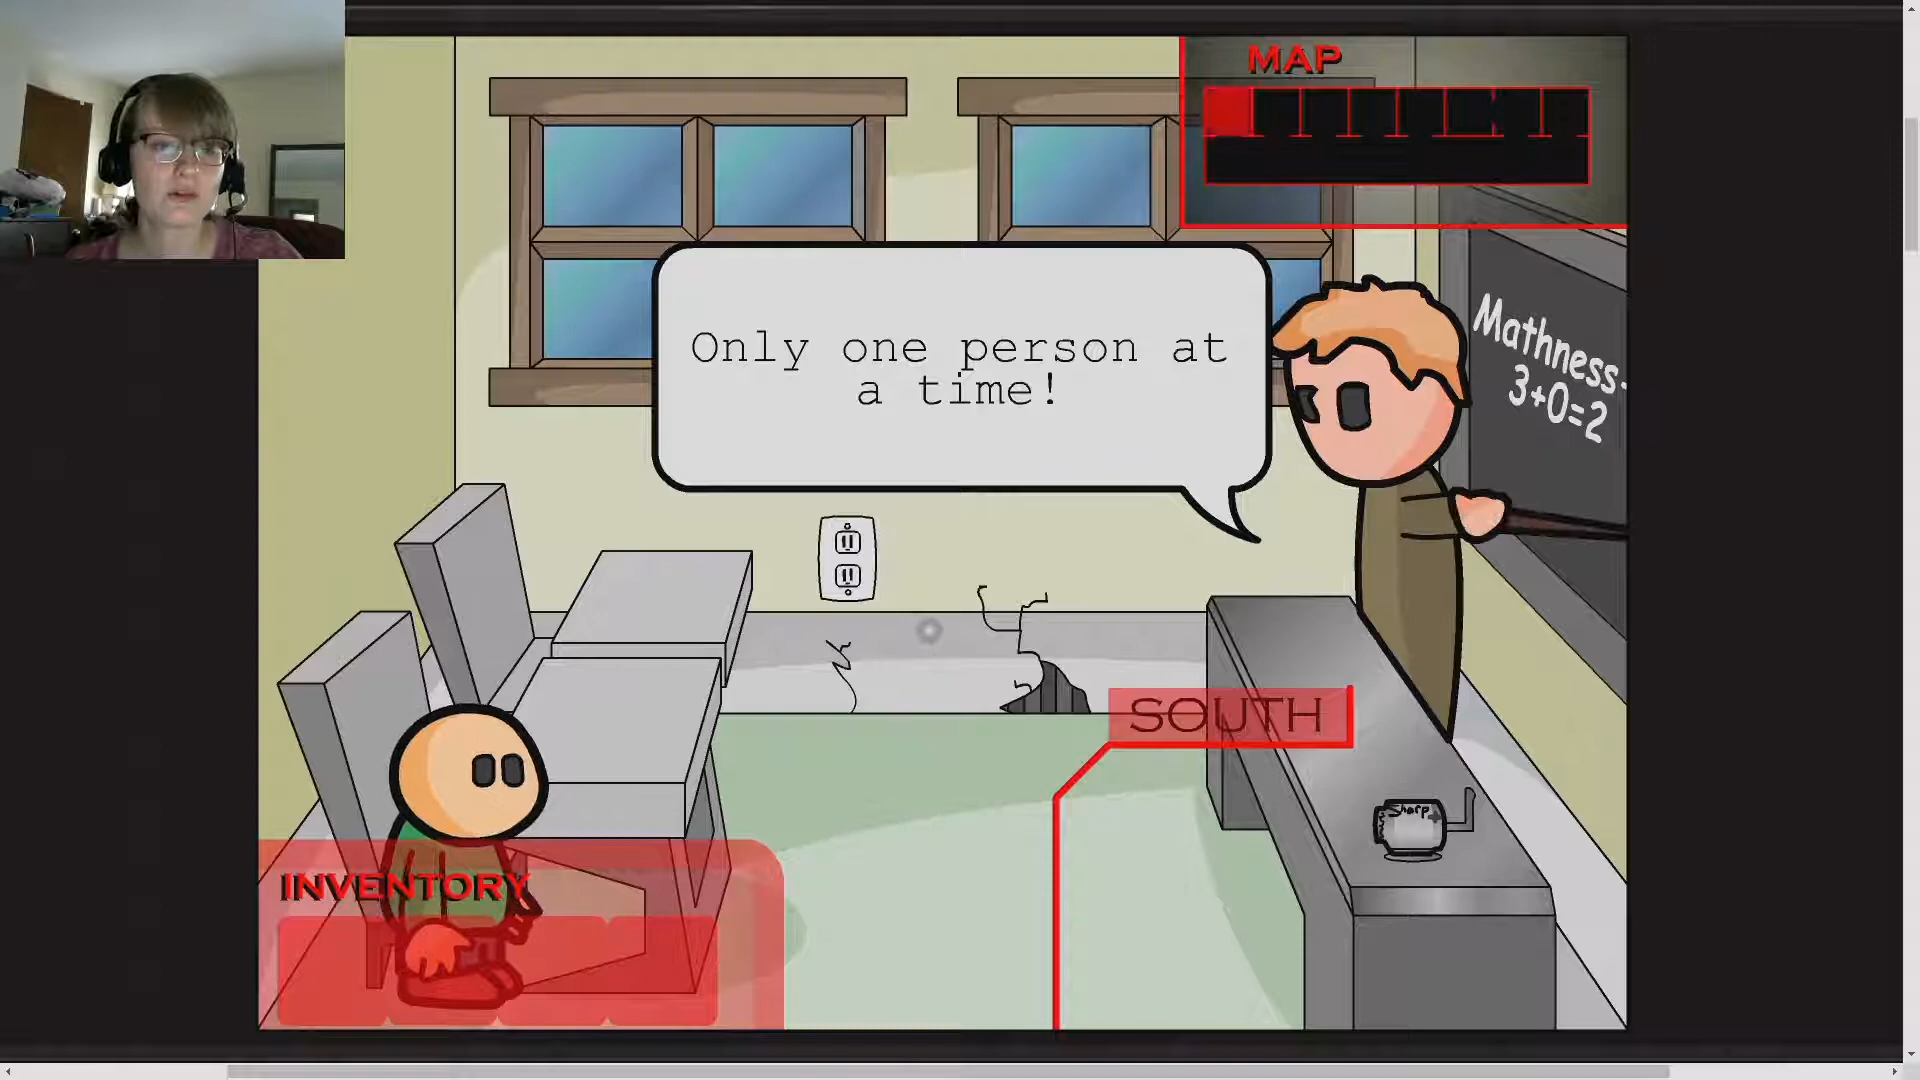 MAP
Only one person at
a time!
Mathness-
3+0=2
SOUTH
Sharp
INVENTORY